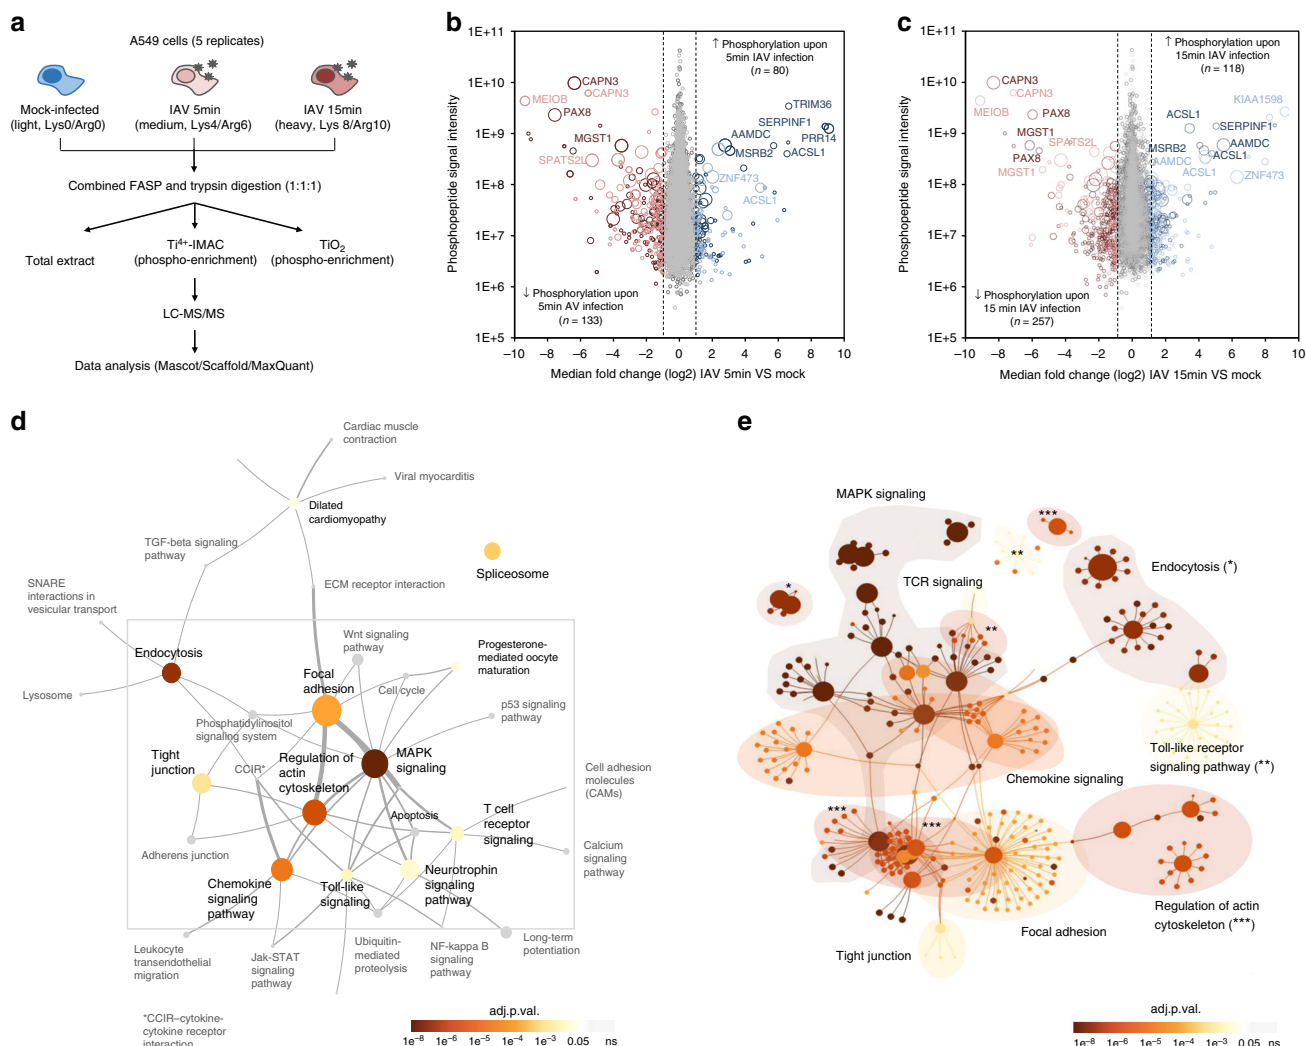 a
A549 cells (5 replicates)
Mock-infected
(light, Lys0/Arg0)
IAV 5min
(medium, Lys4/Arg6)
IAV 15min
(heavy, Lys 8/Arg10)
Combined FASP and trypsin digestion (1:1:1)
Total extract
Ti4+-IMAC
(phospho-enrichment)
TiO2
(phospho-enrichment)
LC-MS/MS
Data analysis (Mascot/Scaffold/MaxQuant)
b
Phosphopeptide signal intensity
1E+11
1E+10
1E+9
1E+8
1E+7
1E+6
1E+5
↑ Phosphorylation upon
5min IAV infection
(n = 80)
CAPN3
CAPN3
MEIOB
PAX8
MGST1
SPATS2L
TRIM36
SERPINF1
PRR14
AAMDC
MSRB2
ACSL1
ZNF473
ACSL1
↓ Phosphorylation upon
5min AV infection
(n = 133)
−10 −8 −6 −4 −2 0 2 4 6 8 10
Median fold change (log2) IAV 5min VS mock
c
Phosphopeptide signal intensity
1E+11
1E+10
1E+9
1E+8
1E+7
1E+6
1E+5
↑ Phosphorylation upon
15min IAV infection
(n = 118)
CAPN3
CAPN3
MEIOB
PAX8
MGST1
SPATS2L
PAX8
MGST1
KIAA1598
ACSL1
SERPINF1
MSRB2
AAMDC
ACSL1
AAMDC
ACSL1
ZNF473
↓ Phosphorylation upon
15 min IAV infection
(n = 257)
−10 −8 −6 −4 −2 0 2 4 6 8 10
Median fold change (log2) IAV 15min VS mock
d
Cardiac muscle
contraction
Viral myocarditis
Dilated
cardiomyopathy
TGF-beta signaling
pathway
Spliceosome
SNARE
interactions in
vesicular transport
ECM receptor interaction
Endocytosis
Wnt signaling
pathway
Progesterone-
mediated oocyte
maturation
Lysosome
Focal
adhesion
Cell cycle
p53 signaling
pathway
Phosphatidylinositol
signaling system
Tight
junction
CCIR*
Regulation of
actin
cytoskeleton
MAPK
signaling
Cell adhesion
molecules
(CAMs)
Apoptosis
T cell
receptor
signaling
Adherens junction
Calcium
signaling
pathway
Chemokine
signaling
pathway
Toll-like
signaling
Neurotrophin
signaling
pathway
Leukocyte
transendothelial
migration
Jak-STAT
signaling
pathway
Ubiquitin-
mediated
proteolysis
NF-kappa B
signaling
pathway
Long-term
potentiation
*CCIR–cytokine-
cytokine receptor
interaction
adj.p.val.
1e−8 1e−6 1e−5 1e−4 1e−3 0.05 ns
e
MAPK signaling
***
**
TCR signaling
Endocytosis (*)
*
**
Toll-like receptor
signaling pathway (**)
Chemokine signaling
***
***
Regulation of actin
cytoskeleton (***)
Focal adhesion
Tight junction
adj.p.val.
1e−8 1e−6 1e−5 1e−4 1e−3 0.05 ns